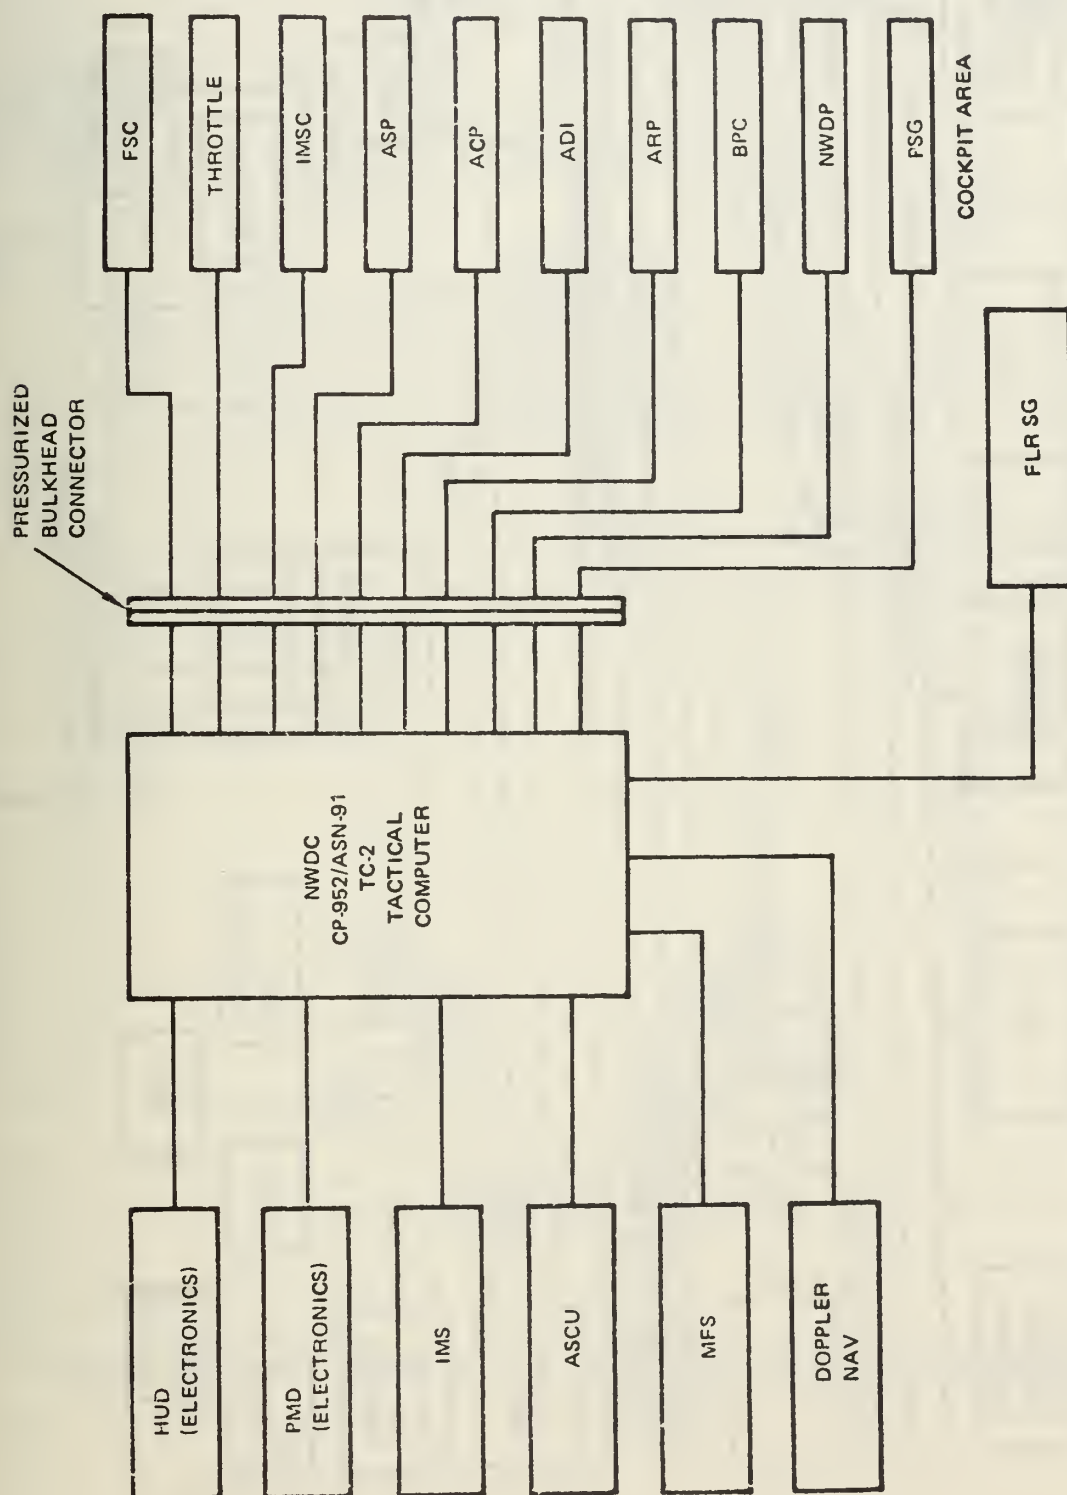 HUD
(ELECTRONICS)
PMD
(ELECTRONICS)
IMS
ASCU
MFS
DOPPLER
NAV
NWDC
CP-952/ASN-91
TC-2
TACTICAL
COMPUTER
PRESSURIZED
BULKHEAD
CONNECTOR
FSC
THROTTLE
IMSC
ASP
ACP
ADI
ARP
BPC
NWDP
PSG
COCKPIT AREA
FLR SG